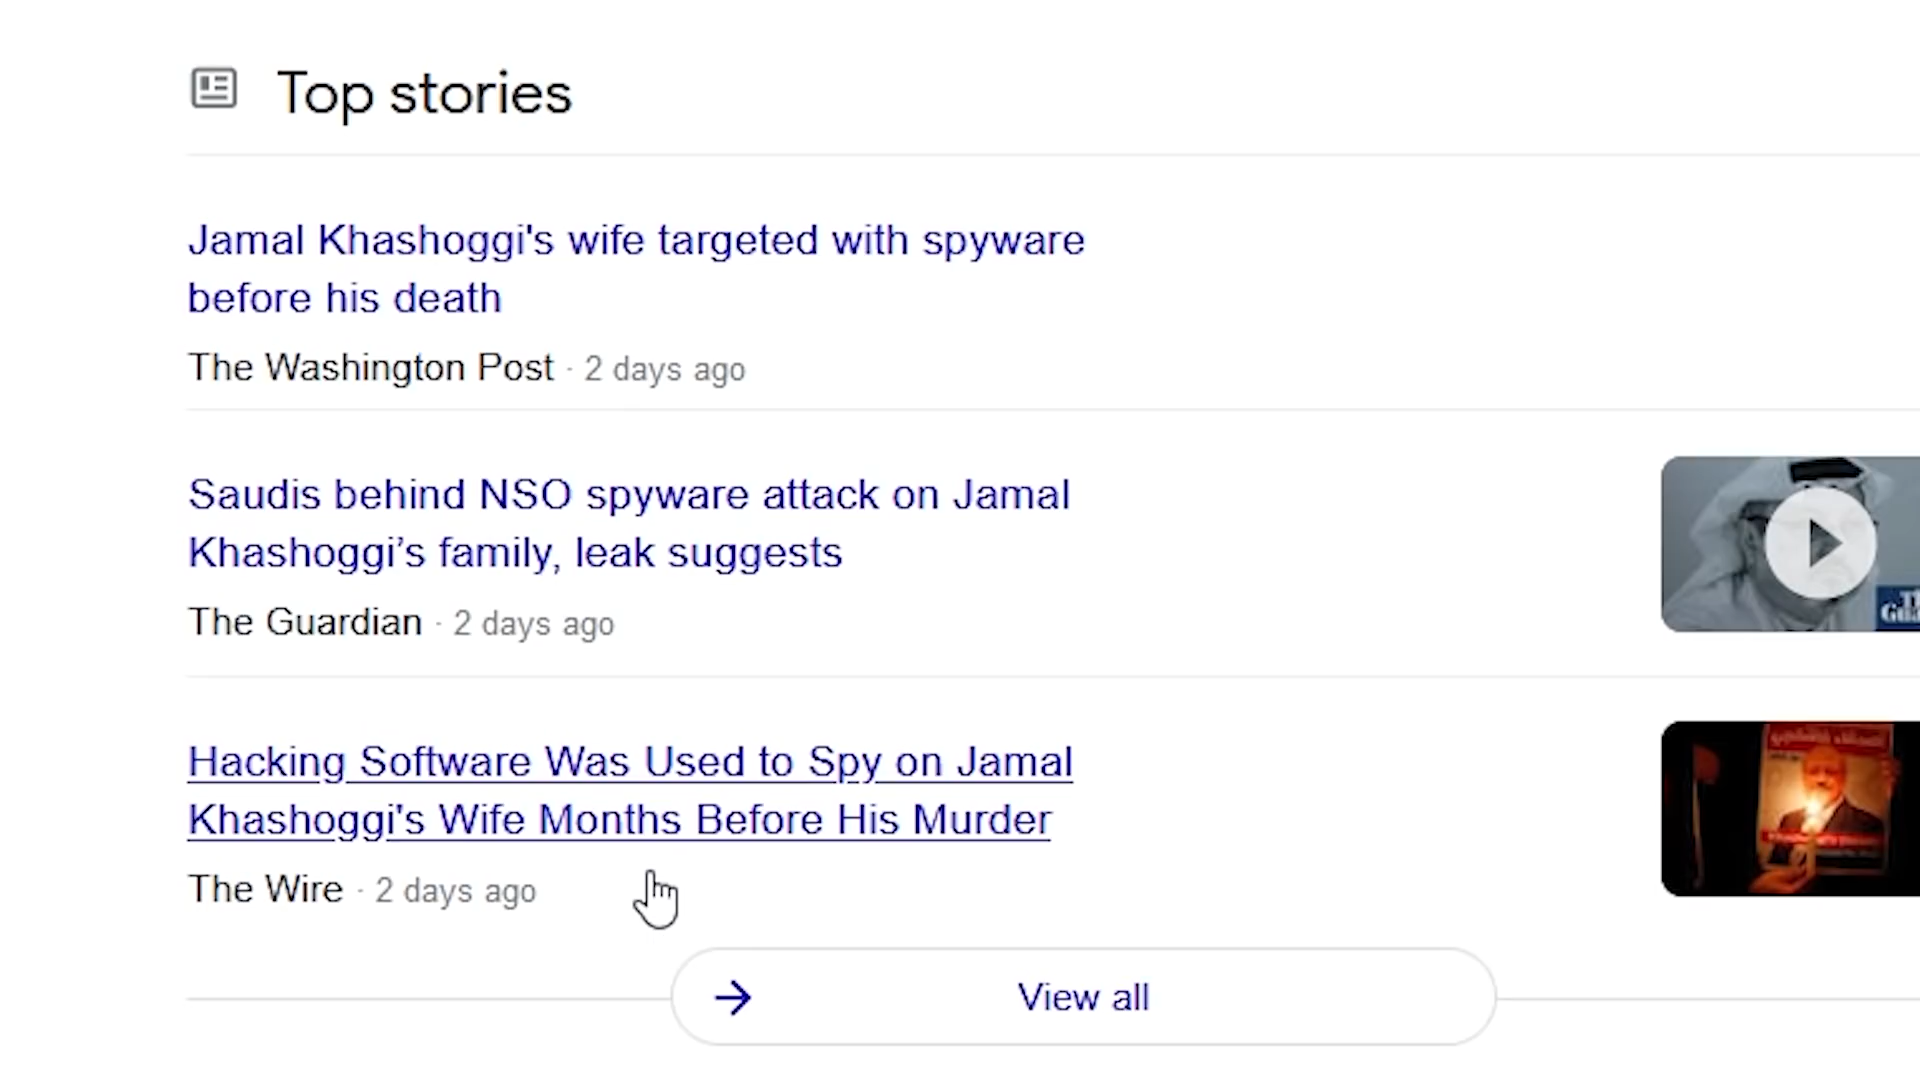 Top stories
Jamal Khashoggi's wife targeted with spyware
before his death
The Washington Post · 2 days ago
Saudis behind NSO spyware attack on Jamal
Khashoggi’s family, leak suggests
The Guardian · 2 days ago
Hacking Software Was Used to Spy on Jamal
Khashoggi's Wife Months Before His Murder
The Wire · 2 days ago
View all